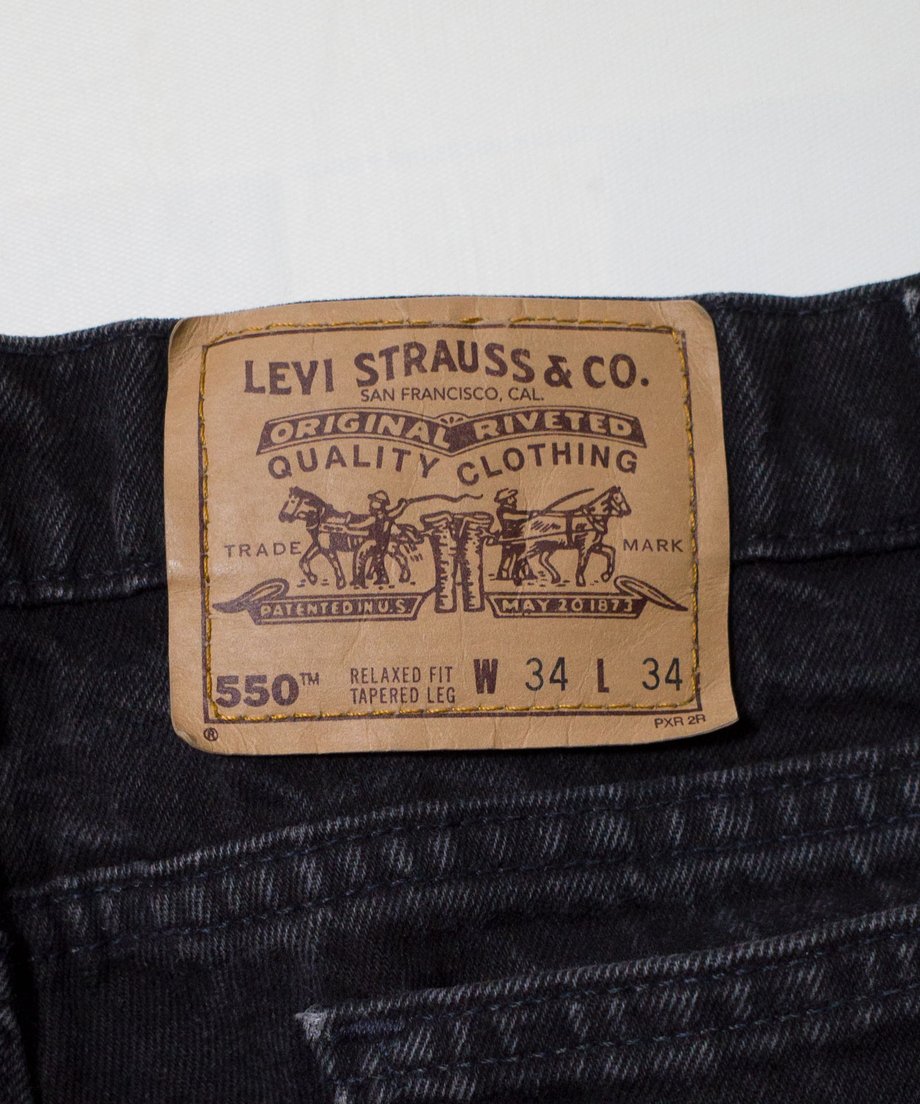 LEVI STRAUSS & CO.
SAN FRANCISCO, CAL.
ORIGINAL RIVETED
QUALITY CLOTHING
TRADE MARK
PATENTED IN U.S MAY 20 1873
550™ RELAXED FIT W 34 L 34
TAPERED LEG
® PXR 2R